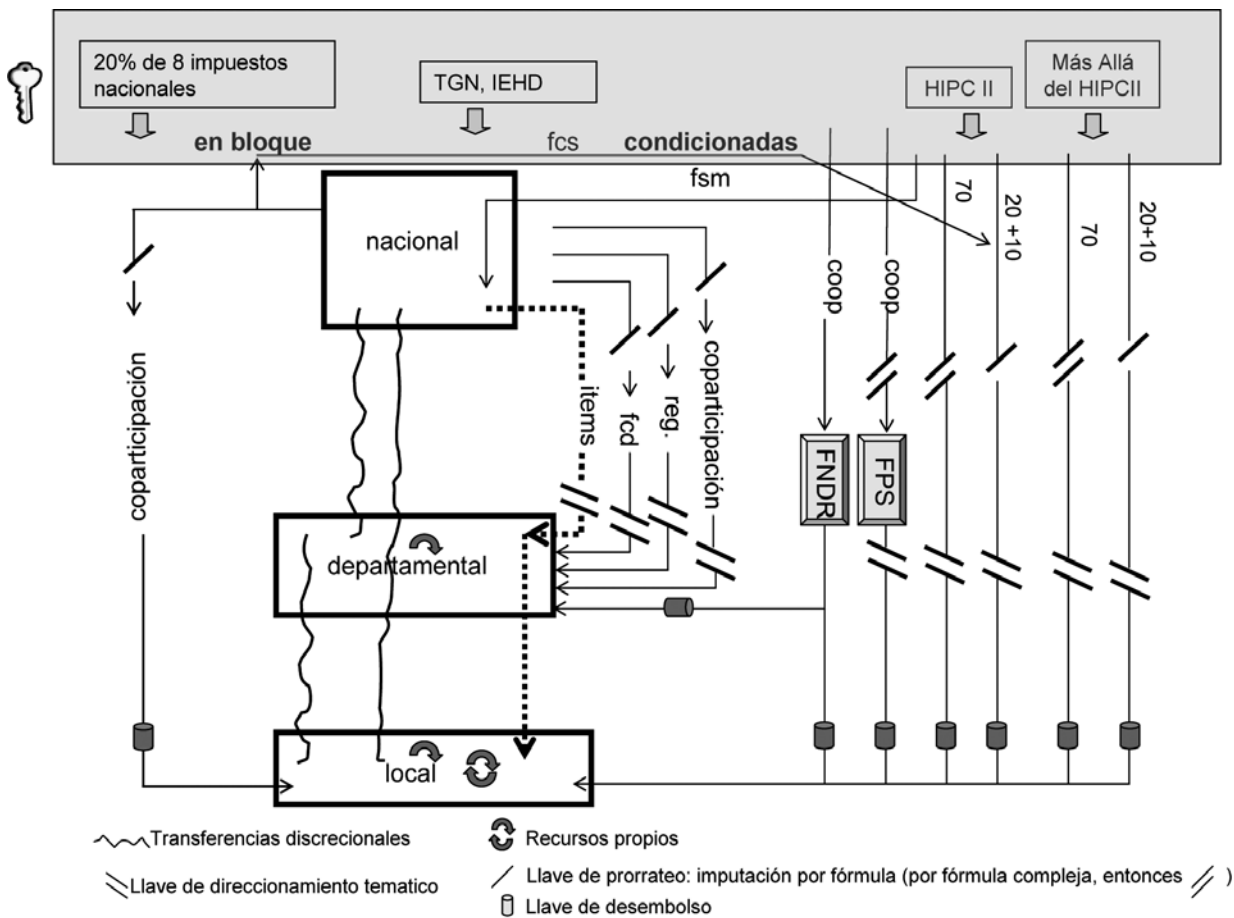 20% de 8 impuestos
nacionales
TGN, IEHD
HIPC II
Más Allá
del HIPCII
en bloque
fcs
condicionadas
fsm
nacional
coop
coop
70
20 +10
70
20+10
coparticipación
items
fcd
reg.
coparticipación
FNDR
FPS
departamental
local
Transferencias discrecionales
Recursos propios
Llave de direccionamiento tematico
Llave de prorrateo: imputación por fórmula (por fórmula compleja, entonces // )
Llave de desembolso